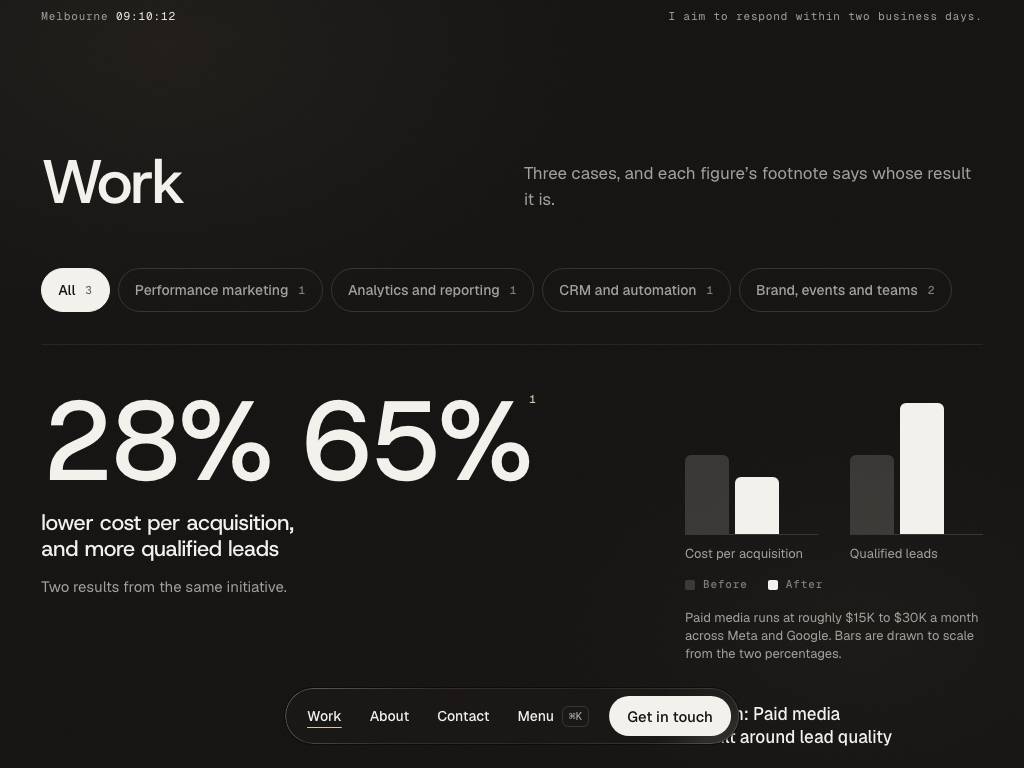 Melbourne 09:10:12
I aim to respond within two business days.
Work
Three cases, and each figure’s footnote says whose result
it is.
All 3
Performance marketing 1
Analytics and reporting 1
CRM and automation 1
Brand, events and teams 2
28% 65% 1
lower cost per acquisition,
and more qualified leads
Two results from the same initiative.
Cost per acquisition
Qualified leads
Before
After
Paid media runs at roughly $15K to $30K a month
across Meta and Google. Bars are drawn to scale
from the two percentages.
Paid media
around lead quality
Work
About
Contact
Menu ⌘K
Get in touch